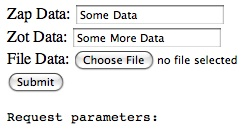 Zap Data: Some Data
Zot Data: Some More Data
File Data: Choose File no file selected
Submit
Request parameters: